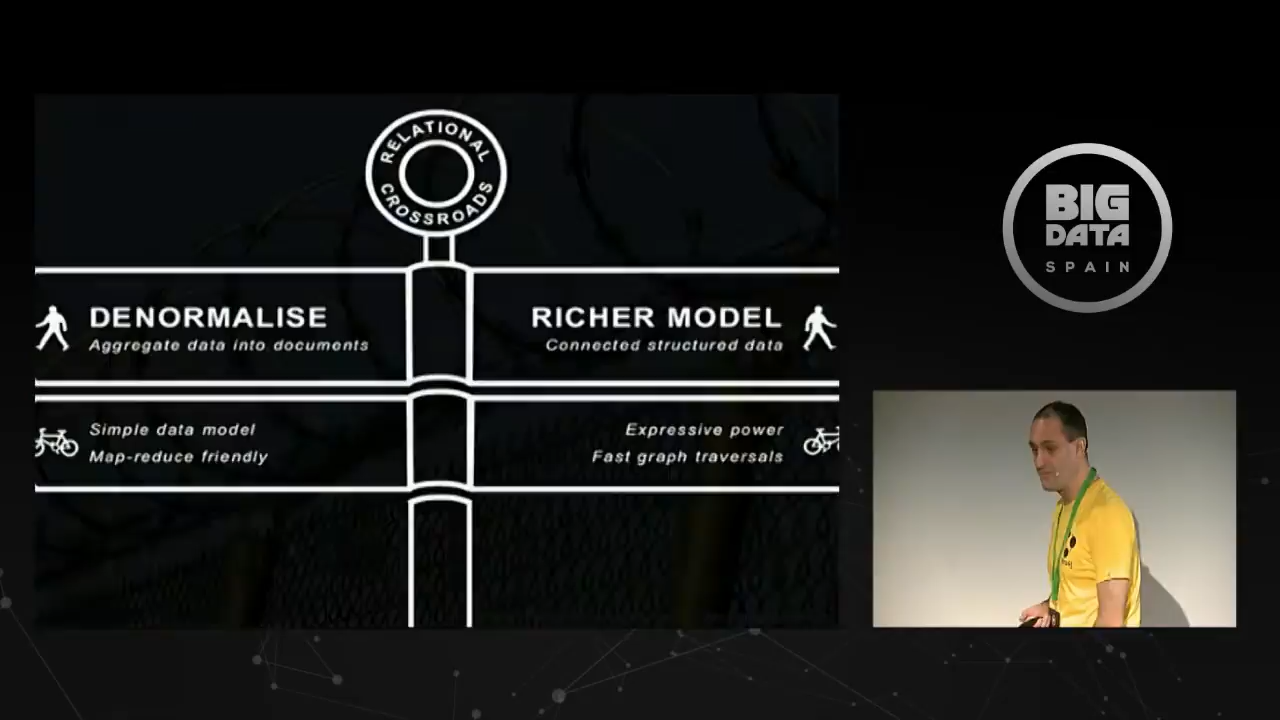 RELATIONAL
CROSSROADS
DENORMALISE
Aggregate data into documents
Simple data model
Map-reduce friendly
RICHER MODEL
Connected structured data
Expressive power
Fast graph traversals
BIG
DATA
SPAIN